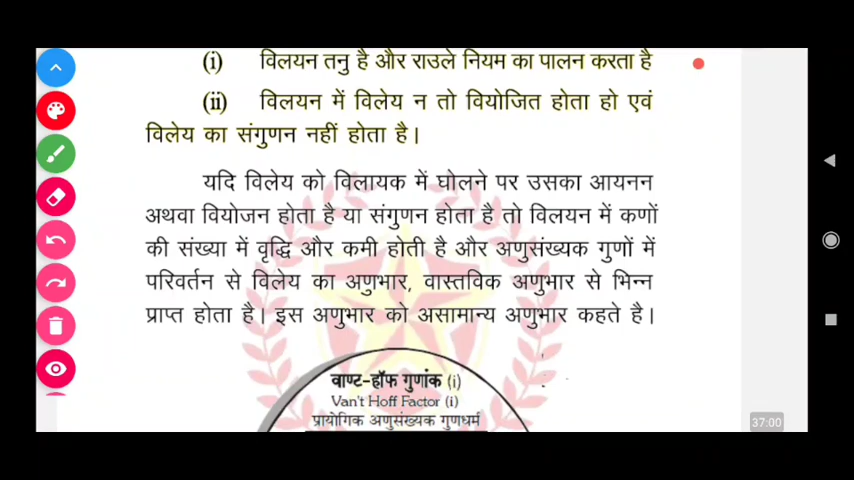 (i) विलयन तनु है और राउले नियम का पालन करता है
(ii) विलयन में विलेय न तो वियोजित होता हो एवं
विलेय का संगुणन नहीं होता है।
यदि विलेय को विलायक में घोलने पर उसका आयनन
अथवा वियोजन होता है या संगुणन होता है तो विलयन में कणों
की संख्या में वृद्धि और कमी होती है और अणुसंख्यक गुणों में
परिवर्तन से विलेय का अणुभार, वास्तविक अणुभार से भिन्न
प्राप्त होता है। इस अणुभार को असामान्य अणुभार कहते है।
वाण्ट-हॉफ गुणांक (i)
Van't Hoff Factor (i)
प्रायोगिक अणुसंख्यक गुणधर्म
37:00